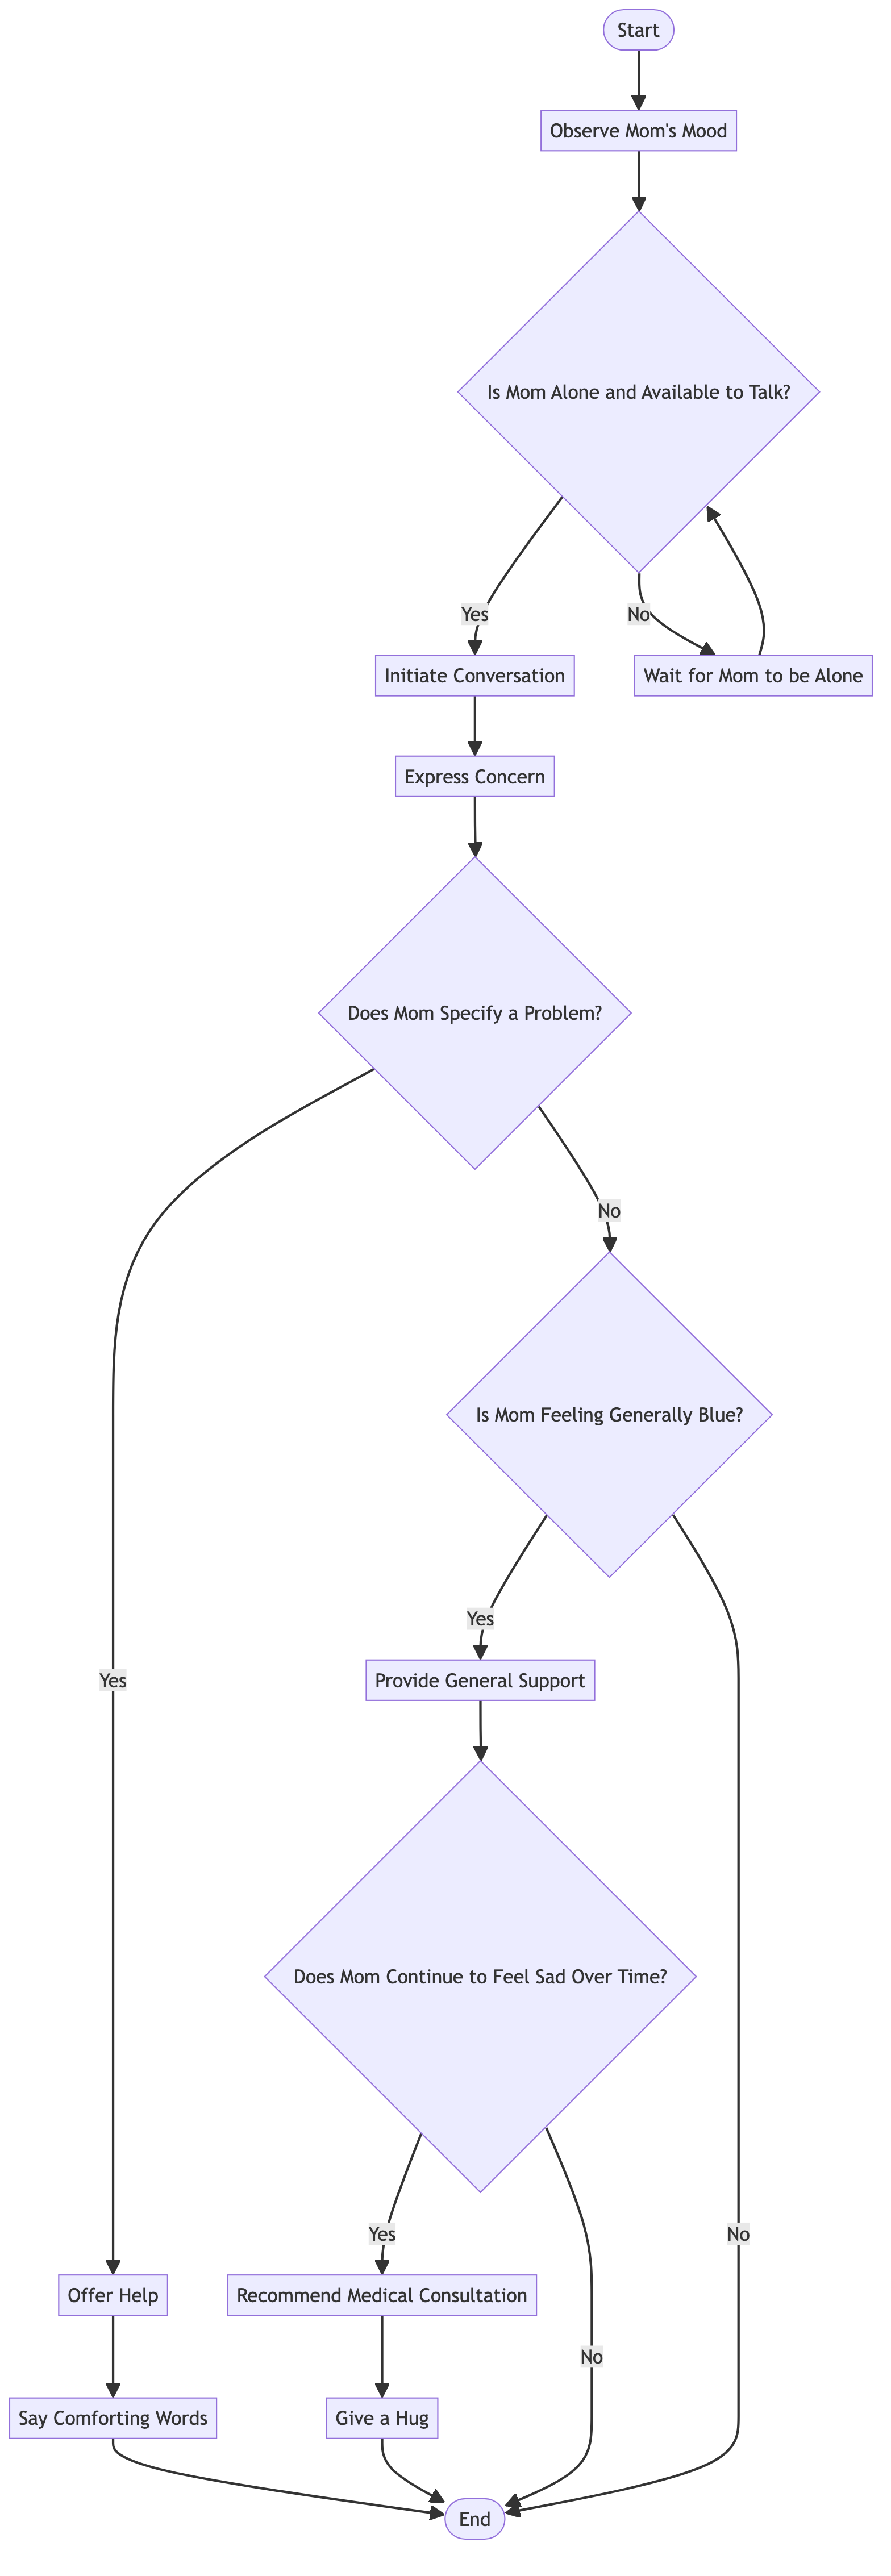 Start
Observe Mom's Mood
Is Mom Alone and Available to Talk?
Yes
No
Initiate Conversation
Wait for Mom to be Alone
Express Concern
Does Mom Specify a Problem?
No
Is Mom Feeling Generally Blue?
Yes
Provide General Support
Yes
Does Mom Continue to Feel Sad Over Time?
Yes
No
Offer Help
Recommend Medical Consultation
No
Say Comforting Words
Give a Hug
End